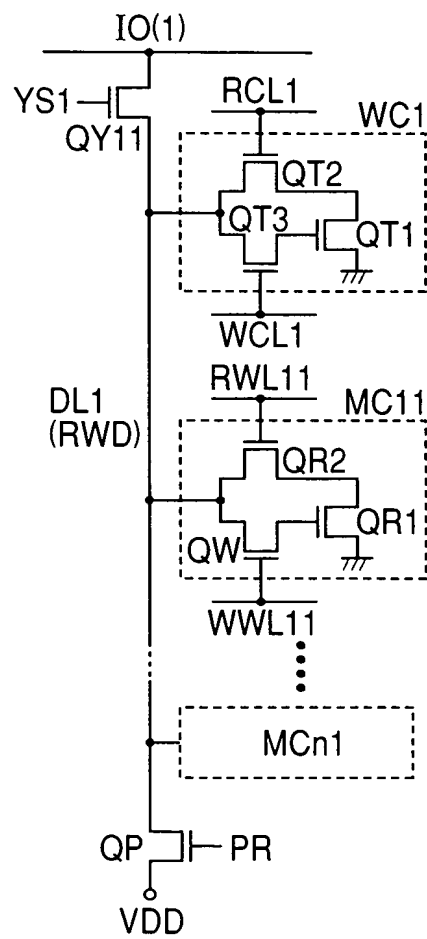 IO(1)
YS1
QY11
RCL1
WC1
QT2
QT3
QT1
WCL1
DL1
(RWD)
RWL11
MC11
QR2
QR1
QW
WWL11
MCn1
QP
PR
VDD